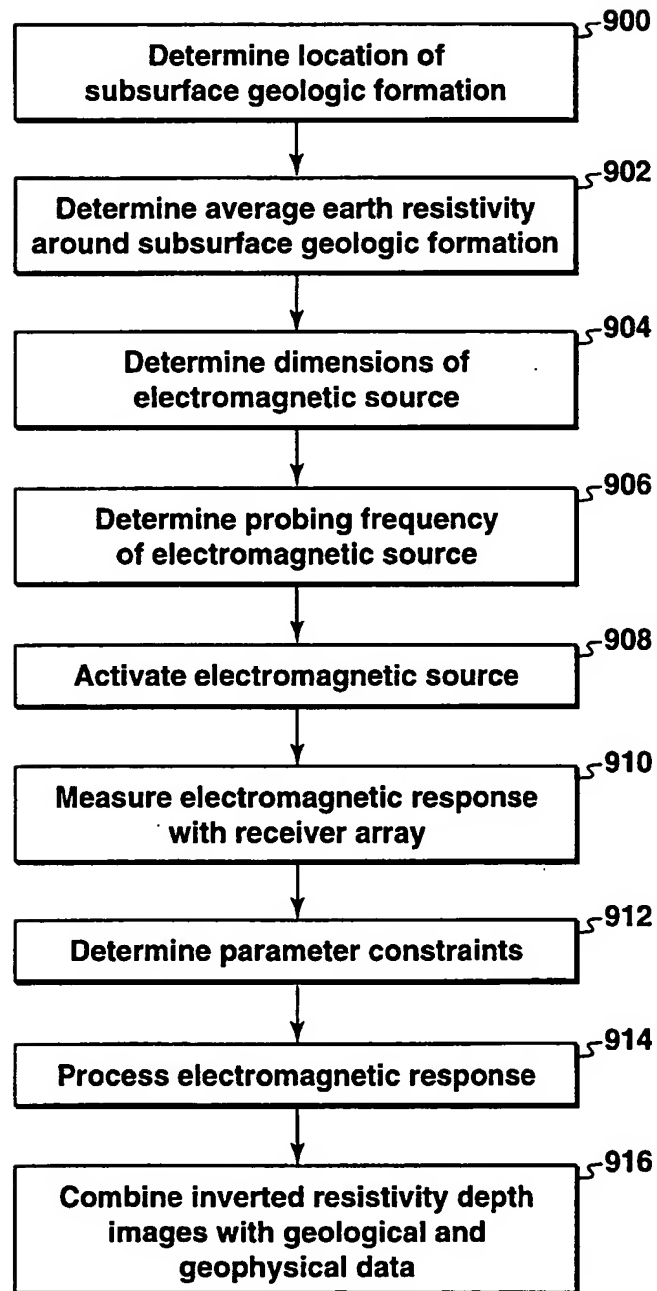 900
Determine location of
subsurface geologic formation
902
Determine average earth resistivity
around subsurface geologic formation
904
Determine dimensions of
electromagnetic source
906
Determine probing frequency
of electromagnetic source
908
Activate electromagnetic source
910
Measure electromagnetic response
with receiver array
912
Determine parameter constraints
914
Process electromagnetic response
916
Combine inverted resistivity depth
images with geological and
geophysical data